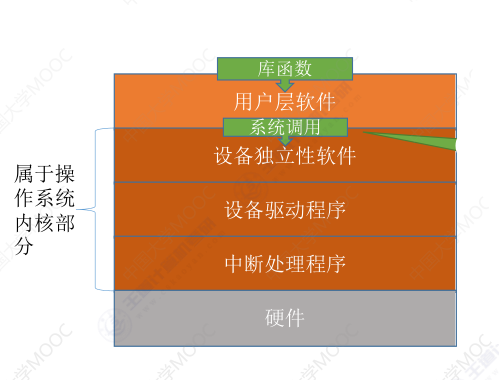 库函数
用户层软件
系统调用
设备独立性软件
属于操
作系统
内核部
分
设备驱动程序
中断处理程序
硬件